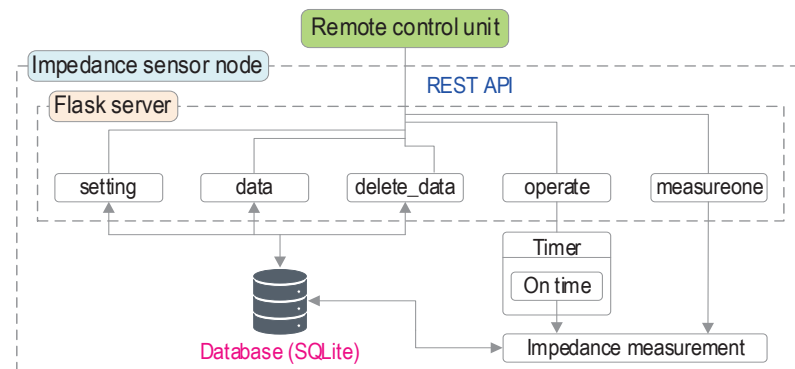 Remote control unit
Impedance sensor node
REST API
Flask server
setting
data
delete_data
operate
measureone
Timer
On time
Database (SQLite)
Impedance measurement